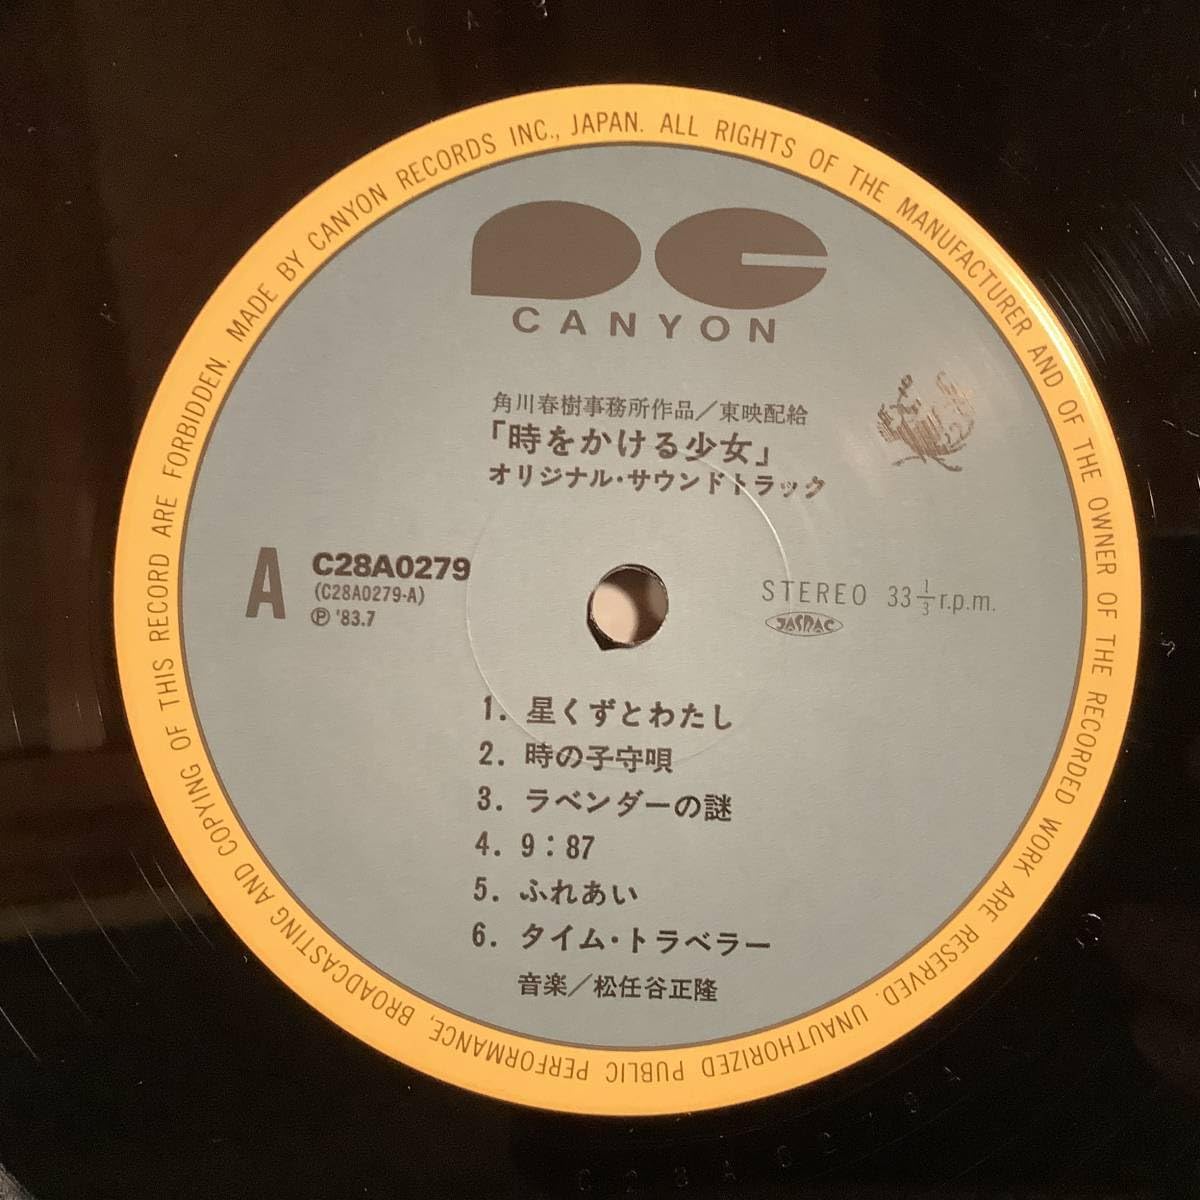 MADE BY CANYON RECORDS INC., JAPAN. ALL RIGHTS OF THE MANUFACTURER AND OF THE OWNER OF THE RECORDED WORK ARE RESERVED. UNAUTHORIZED PUBLIC PERFORMANCE, BROADCASTING AND COPYING OF THIS RECORD ARE FORBIDDEN.
CANYON
角川春樹事務所作品／東映配給
「時をかける少女」
オリジナル・サウンドトラック
A
C28A0279
(C28A0279-A)
Ⓟ '83.7
STEREO 33 1/3 r.p.m.
JASRAC
1. 星くずとわたし
2. 時の子守唄
3. ラベンダーの謎
4. 9：87
5. ふれあい
6. タイム・トラベラー
音楽／松任谷正隆